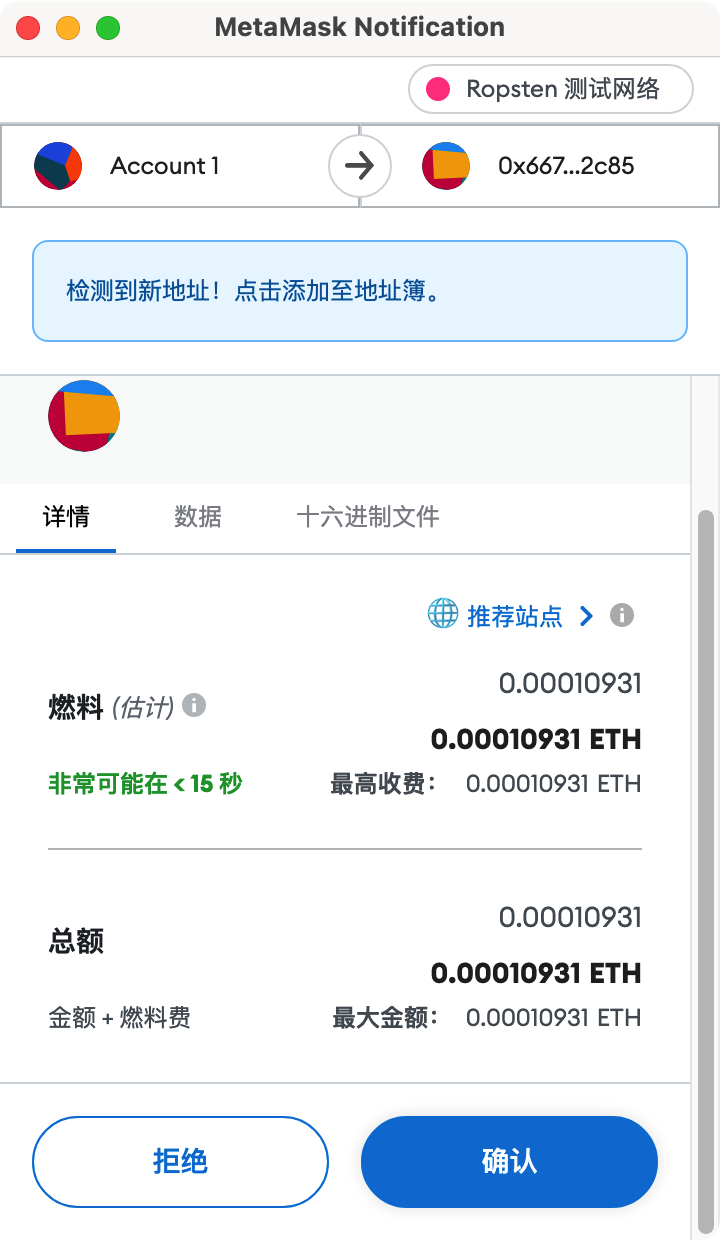 MetaMask Notification
Ropsten 测试网络
Account 1
0x667...2c85
检测到新地址！点击添加至地址簿。
详情 数据 十六进制文件
推荐站点
0.00010931
燃料 (估计)
0.00010931 ETH
非常可能在 < 15 秒 最高收费： 0.00010931 ETH
0.00010931
总额
0.00010931 ETH
金额 + 燃料费 最大金额： 0.00010931 ETH
拒绝 确认